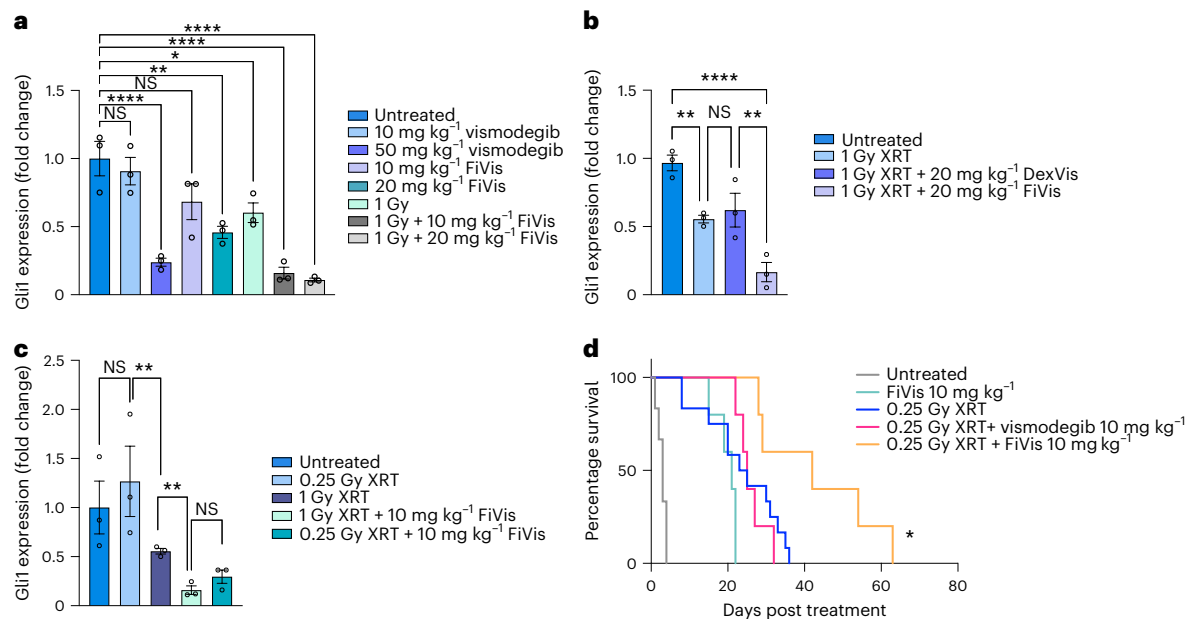 a
****
****
*
**
NS
****
NS
Gli1 expression (fold change)
1.5
1.0
0.5
0
Untreated
10 mg kg⁻¹ vismodegib
50 mg kg⁻¹ vismodegib
10 mg kg⁻¹ FiVis
20 mg kg⁻¹ FiVis
1 Gy
1 Gy + 10 mg kg⁻¹ FiVis
1 Gy + 20 mg kg⁻¹ FiVis
b
****
** NS **
Gli1 expression (fold change)
1.5
1.0
0.5
0
Untreated
1 Gy XRT
1 Gy XRT + 20 mg kg⁻¹ DexVis
1 Gy XRT + 20 mg kg⁻¹ FiVis
c
NS **
** NS
Gli1 expression (fold change)
2.5
2.0
1.5
1.0
0.5
0
Untreated
0.25 Gy XRT
1 Gy XRT
1 Gy XRT + 10 mg kg⁻¹ FiVis
0.25 Gy XRT + 10 mg kg⁻¹ FiVis
d
Percentage survival
100
50
0
Untreated
FiVis 10 mg kg⁻¹
0.25 Gy XRT
0.25 Gy XRT+ vismodegib 10 mg kg⁻¹
0.25 Gy XRT + FiVis 10 mg kg⁻¹
*
0 20 40 60 80
Days post treatment